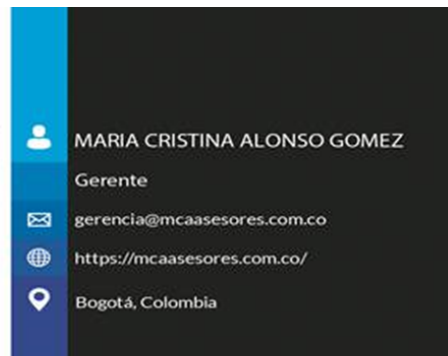 MARIA CRISTINA ALONSO GOMEZ
Gerente
gerencia@mcaasesores.com.co
https://mcaasesores.com.co/
Bogotá, Colombia